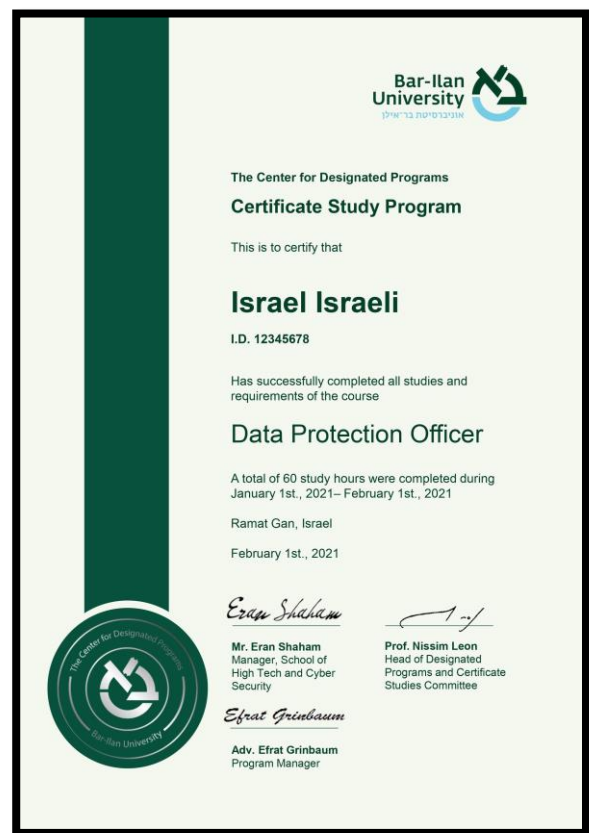 Bar-Ilan
University
אוניברסיטת בר־אילן
The Center for Designated Programs
Certificate Study Program
This is to certify that
Israel Israeli
I.D. 12345678
Has successfully completed all studies and
requirements of the course
Data Protection Officer
A total of 60 study hours were completed during
January 1st., 2021– February 1st., 2021
Ramat Gan, Israel
February 1st., 2021
Eran Shaham
Mr. Eran Shaham
Manager, School of
High Tech and Cyber
Security
Prof. Nissim Leon
Head of Designated
Programs and Certificate
Studies Committee
Efrat Grinbaum
Adv. Efrat Grinbaum
Program Manager
The Center for Designated Programs
Bar-Ilan University